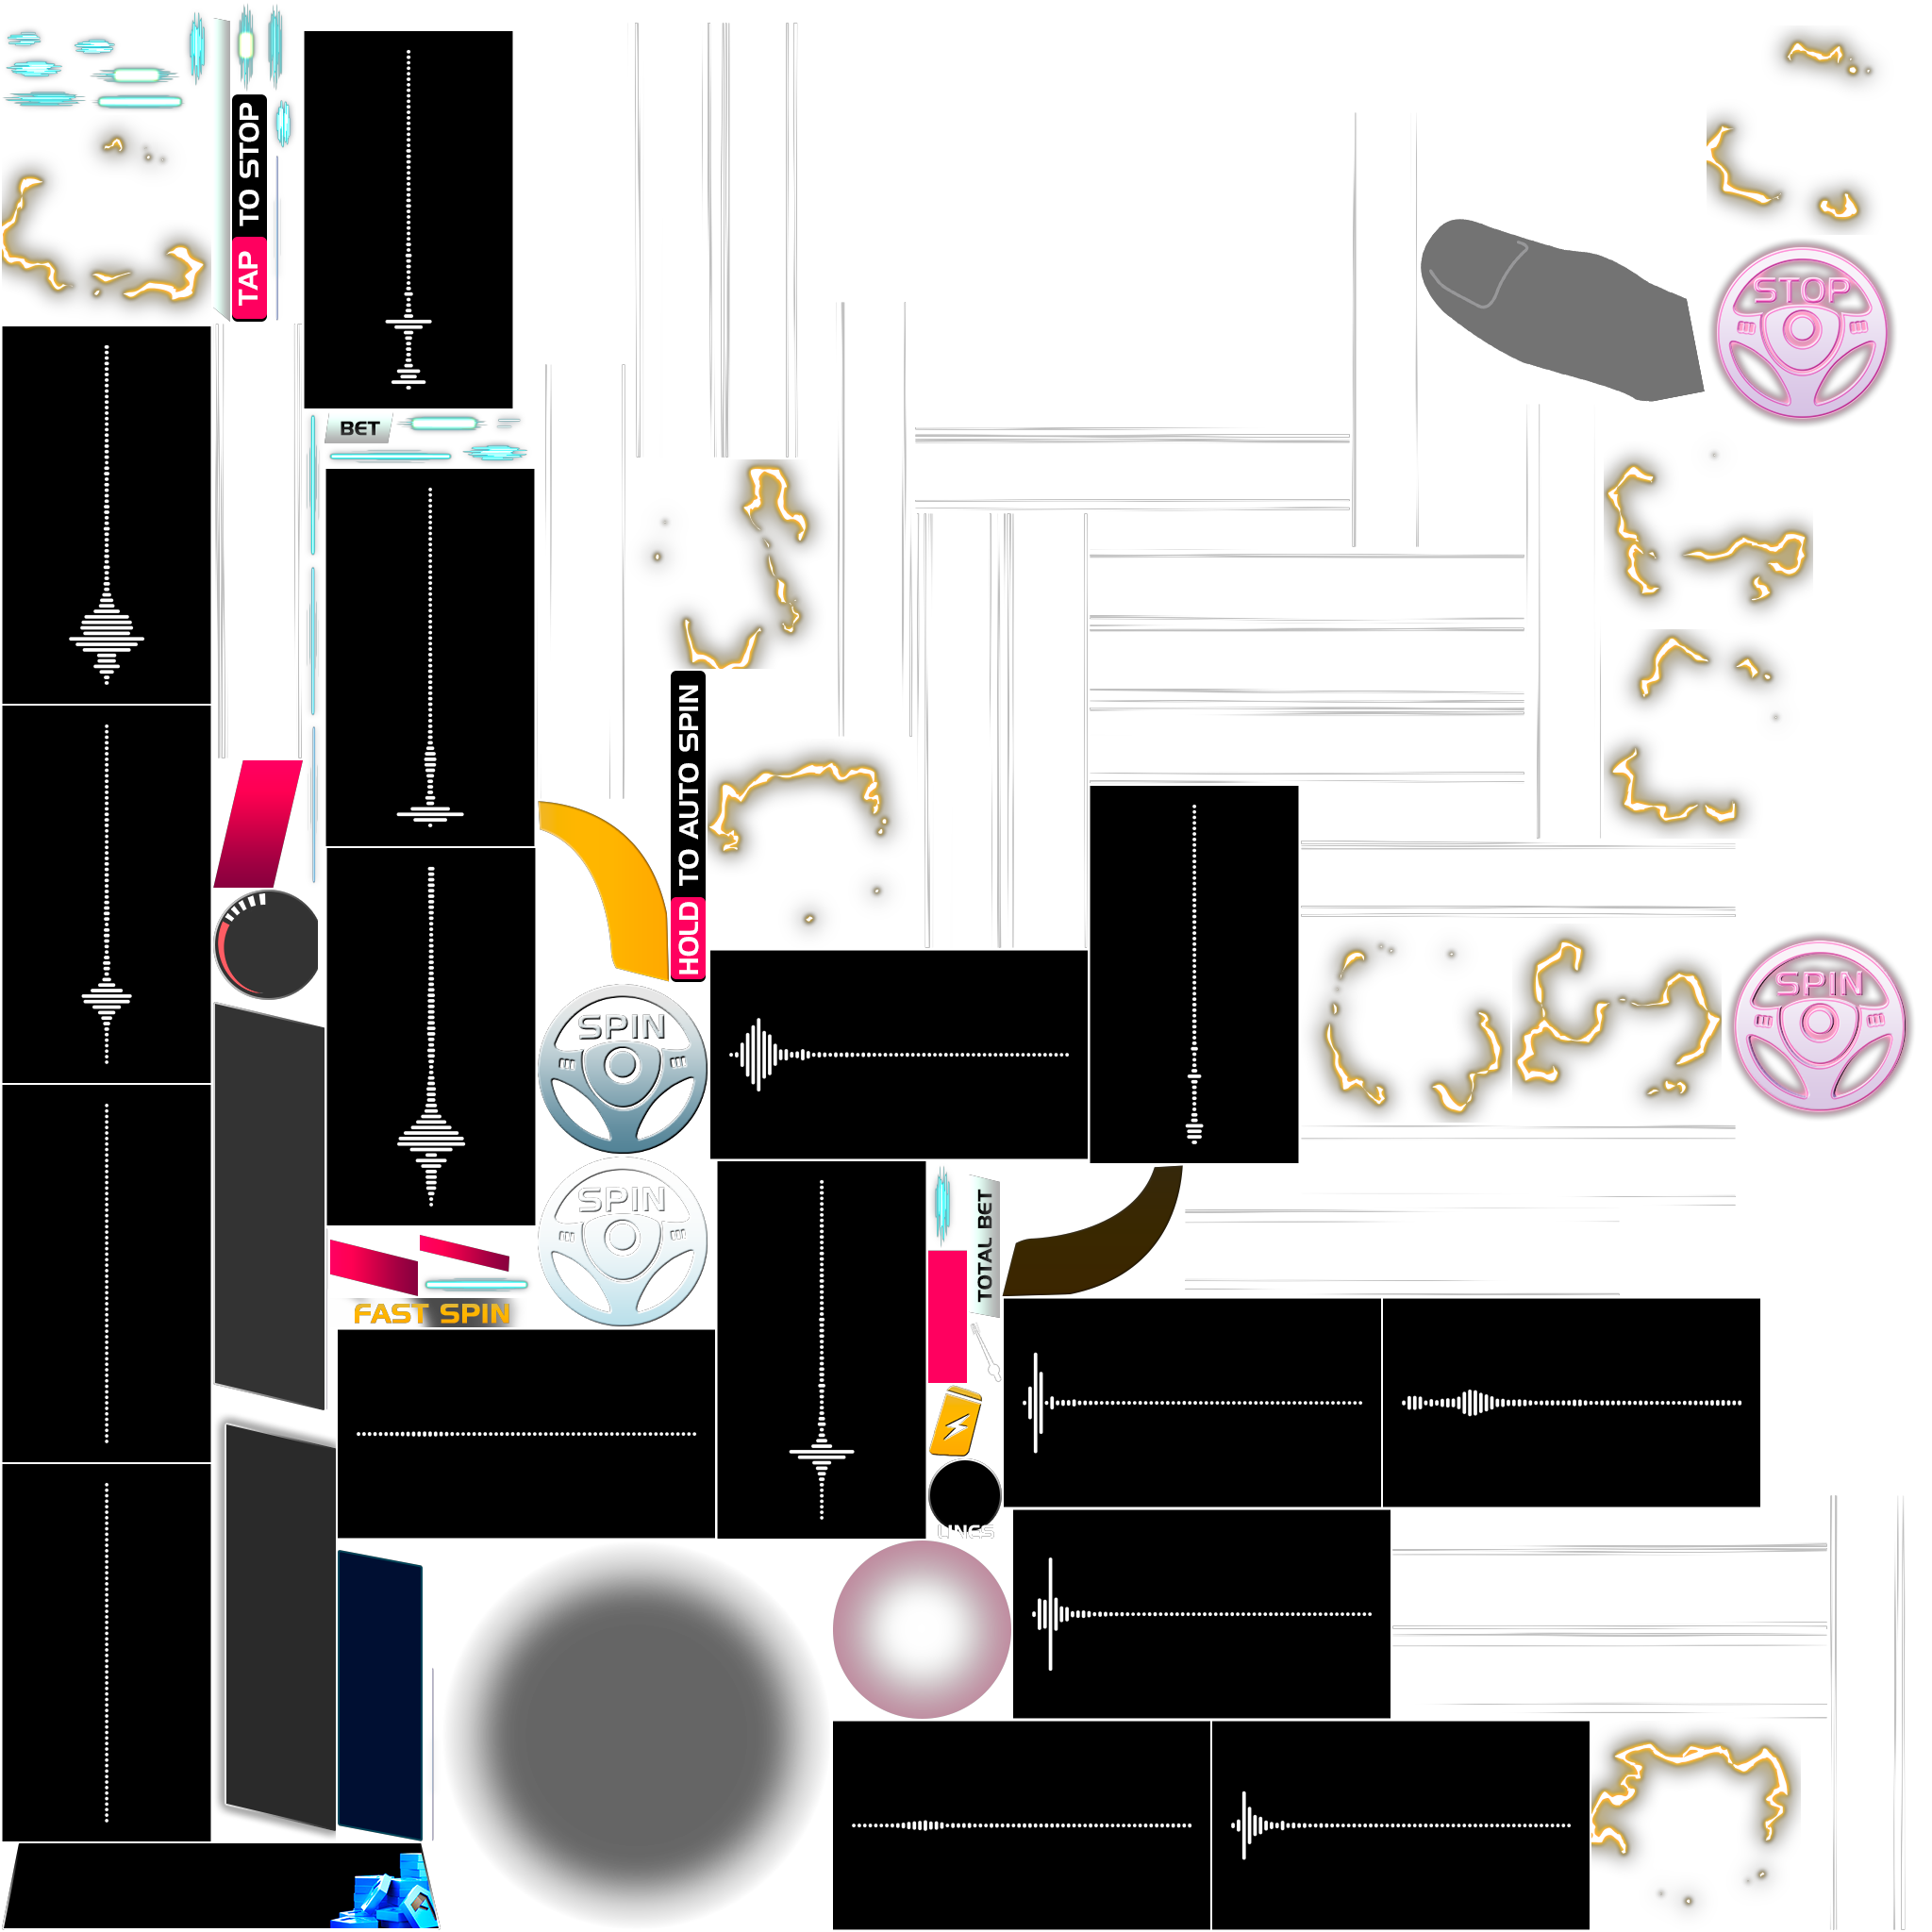 TAP TO STOP
BET
STOP
HOLD TO AUTO SPIN
SPIN
SPIN
SPIN
TOTAL BET
FAST SPIN
LINES